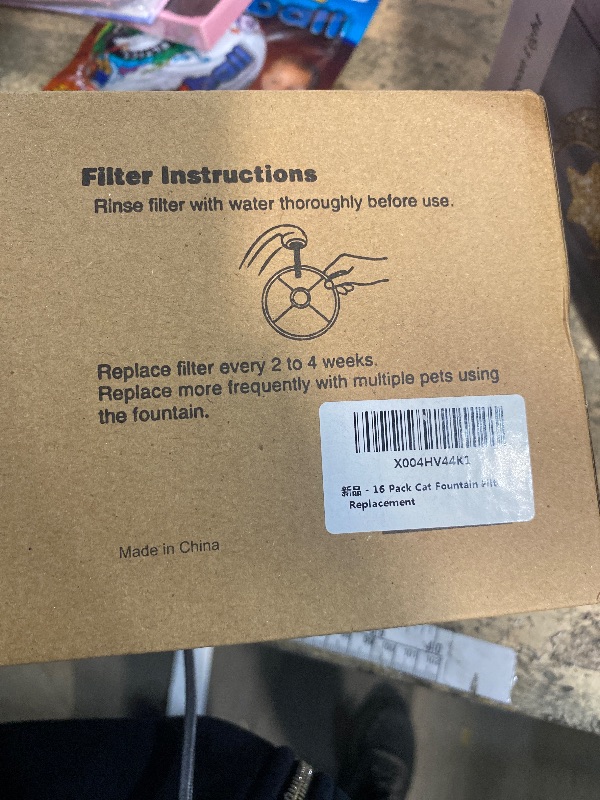 ball
Filter Instructions
Rinse filter with water thoroughly before use.
Replace filter every 2 to 4 weeks.
Replace more frequently with multiple pets using
the fountain.
X004HV44K1
新品 - 16 Pack Cat Fountain Filt
Replacement
Made in China